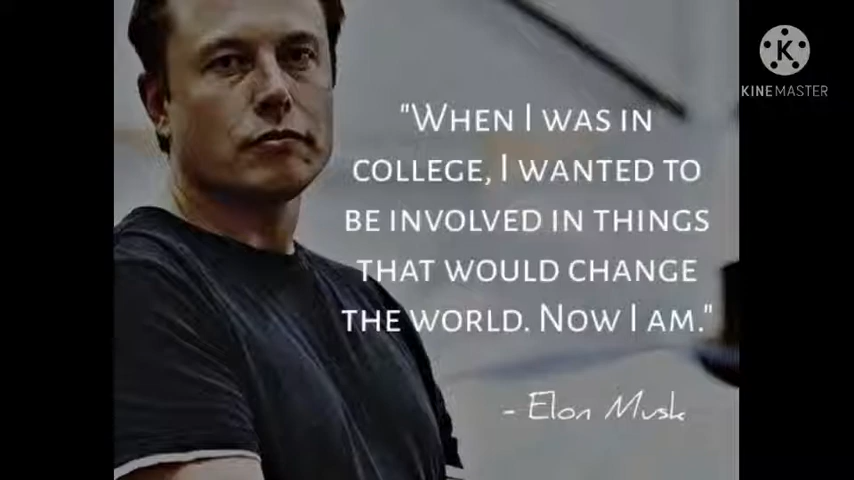 "When I was in
college, I wanted to
be involved in things
that would change
the world. Now I am."
- Elon Musk
K
KINEMASTER